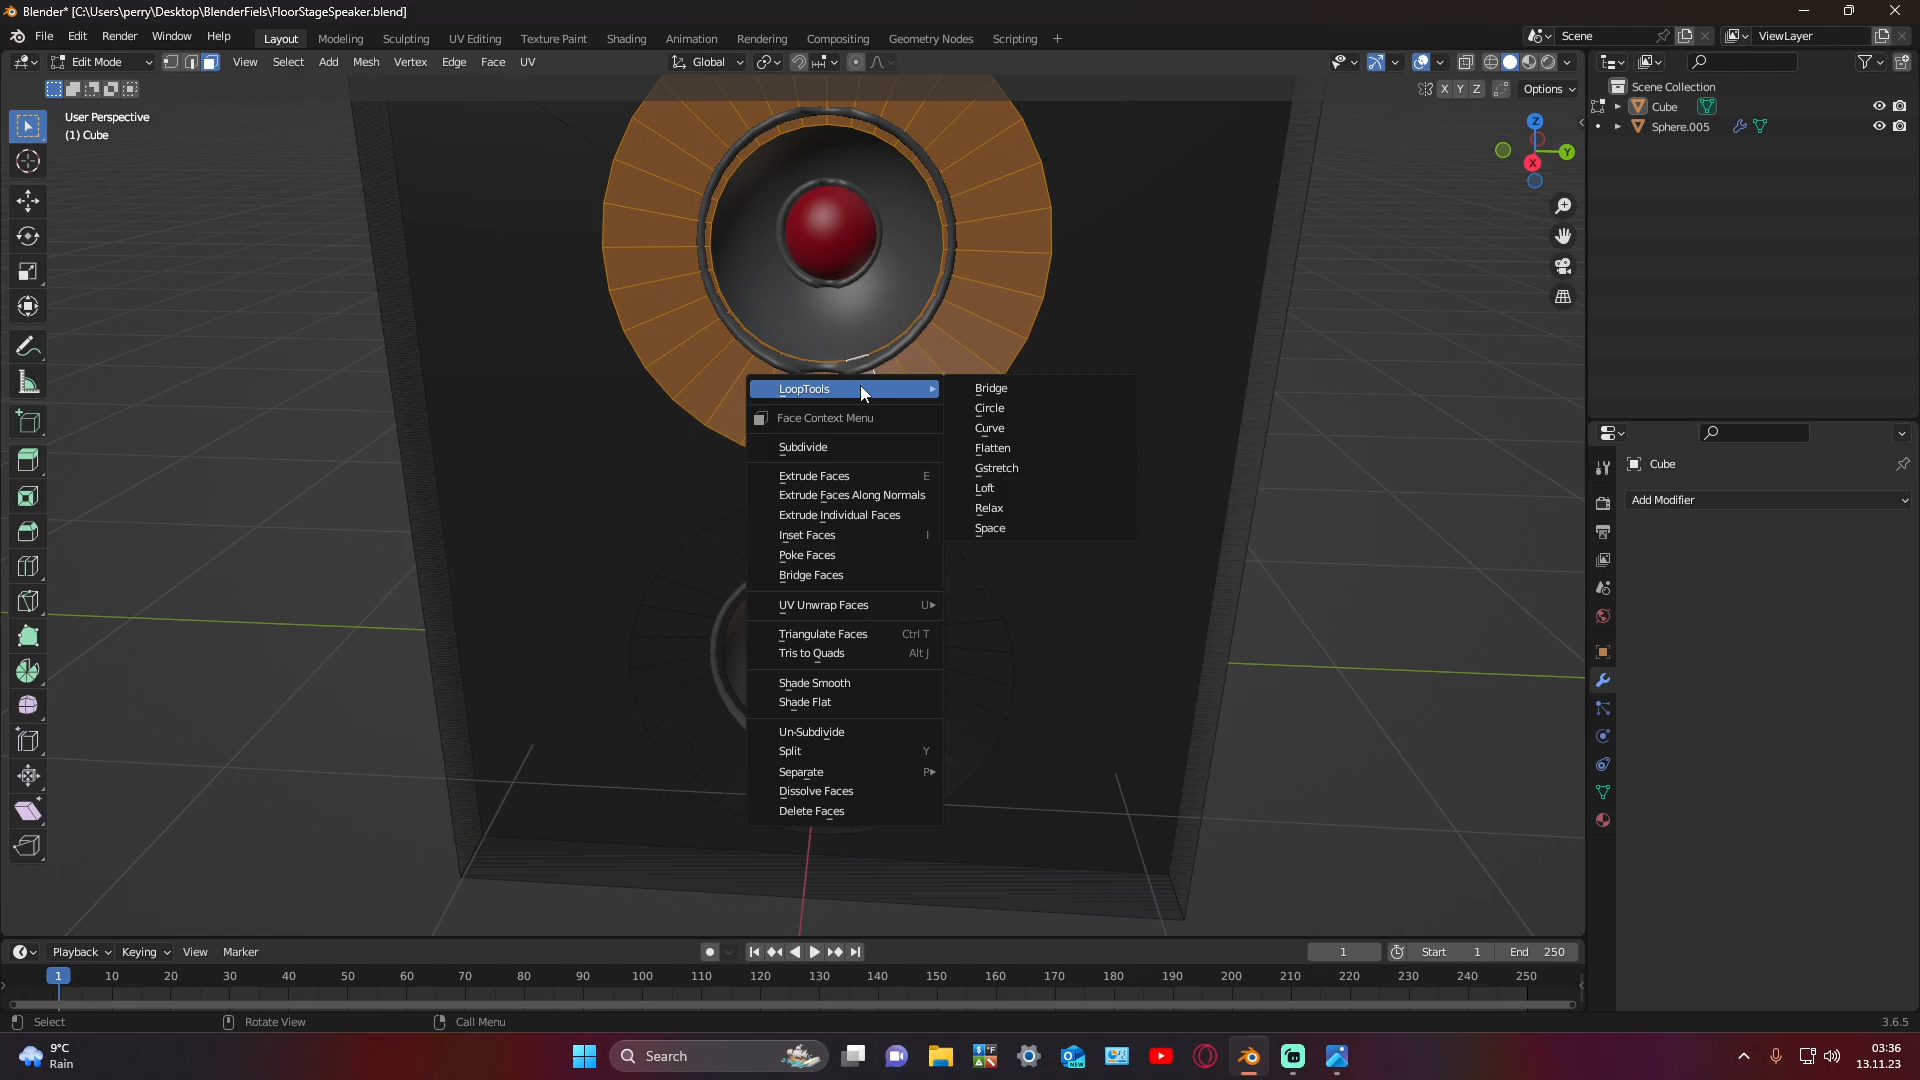 Blender* [C:\Users\perry\Desktop\BlenderFiels\FloorStageSpeaker.blend]
File Edit Render Window Help Layout Modeling Sculpting UV Editing Texture Paint Shading Animation Rendering Compositing Geometry Nodes Scripting + Scene ViewLayer
Edit Mode View Select Add Mesh Vertex Edge Face UV Global
X Y Z Options
User Perspective
(1) Cube
Z
Y
X
Scene Collection
Cube
Sphere.005
Cube
Add Modifier
LoopTools
Face Context Menu
Subdivide
Extrude Faces E
Extrude Faces Along Normals
Extrude Individual Faces
Inset Faces I
Poke Faces
Bridge Faces
UV Unwrap Faces U
Triangulate Faces Ctrl T
Tris to Quads Alt J
Shade Smooth
Shade Flat
Un-Subdivide
Split Y
Separate P
Dissolve Faces
Delete Faces
Bridge
Circle
Curve
Flatten
Gstretch
Loft
Relax
Space
Playback Keying View Marker 1 Start 1 End 250
1 10 20 30 40 50 60 70 80 90 100 110 120 130 140 150 160 170 180 190 200 210 220 230 240 250
Select Rotate View Call Menu 3.6.5
9°C
Rain
Search
NEW
03:36
13.11.23